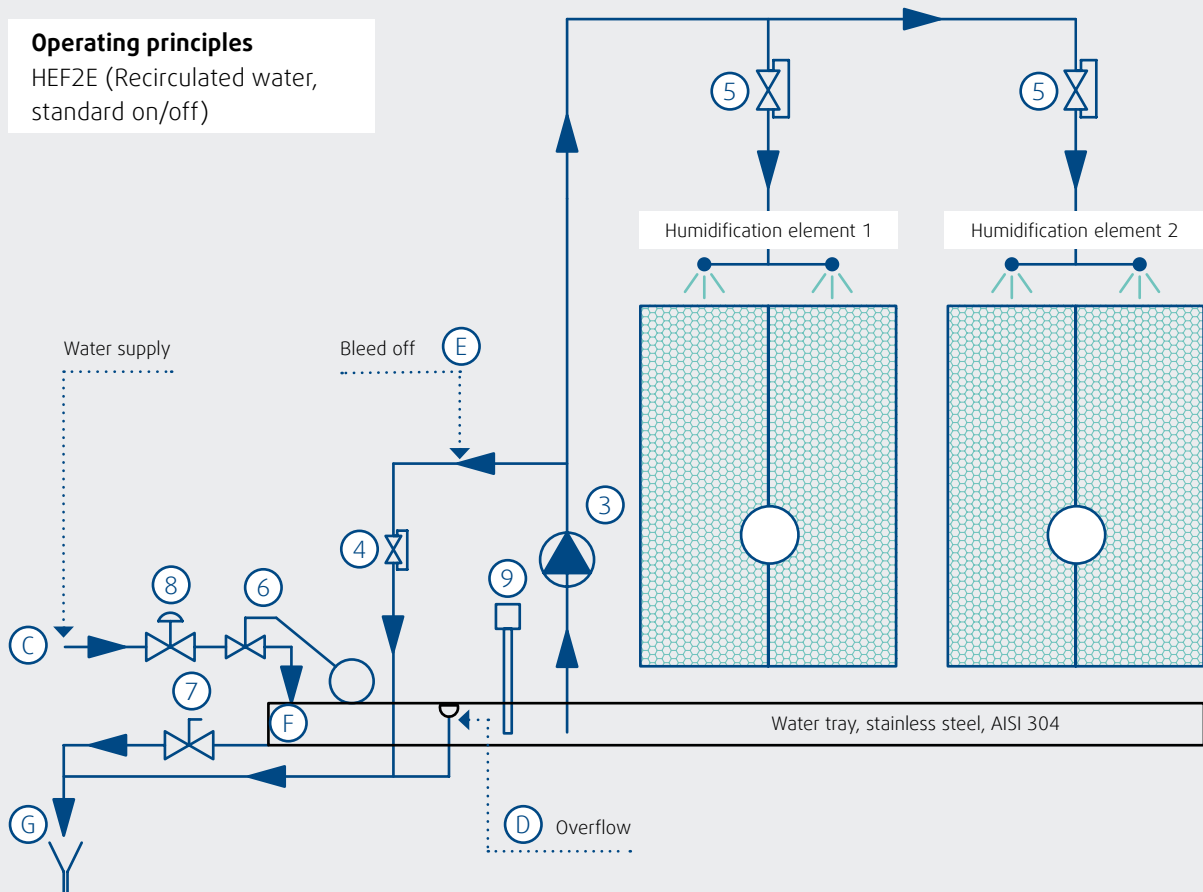 Operating principles
HEF2E (Recirculated water,
standard on/off)
5
5
Humidification element 1
Humidification element 2
Water supply
Bleed off
E
3
4
9
8
6
C
7
F
Water tray, stainless steel, AISI 304
G
D
Overflow